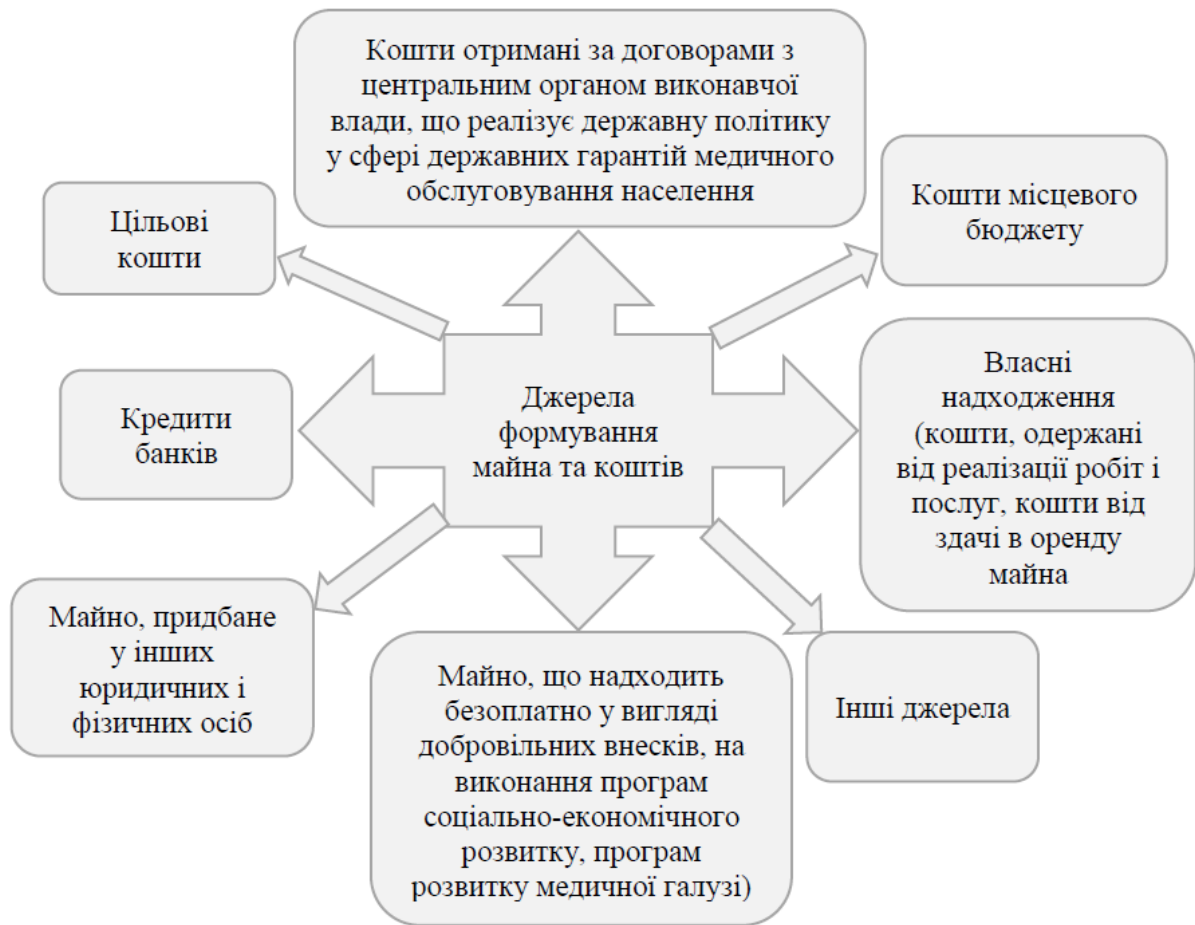 Кошти отримані за договорами з
центральним органом виконавчої
влади, що реалізує державну політику
у сфері державних гарантій медичного
обслуговування населення
Цільові
кошти
Кошти місцевого
бюджету
Кредити
банків
Джерела
формування
майна та коштів
Власні
надходження
(кошти, одержані
від реалізації робіт і
послуг, кошти від
здачі в оренду
майна
Майно, придбане
у інших
юридичних і
фізичних осіб
Майно, що надходить
безоплатно у вигляді
добровільних внесків, на
виконання програм
соціально-економічного
розвитку, програм
розвитку медичної галузі)
Інші джерела